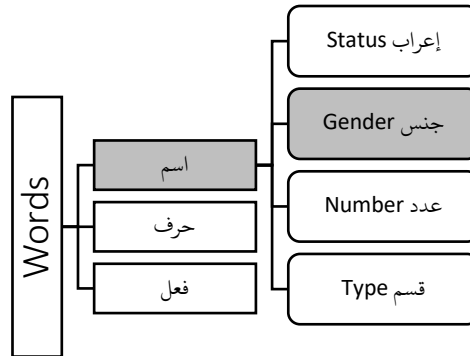 Words
اسم
حرف
فعل
إعراب Status
جنس Gender
عدد Number
قسم Type